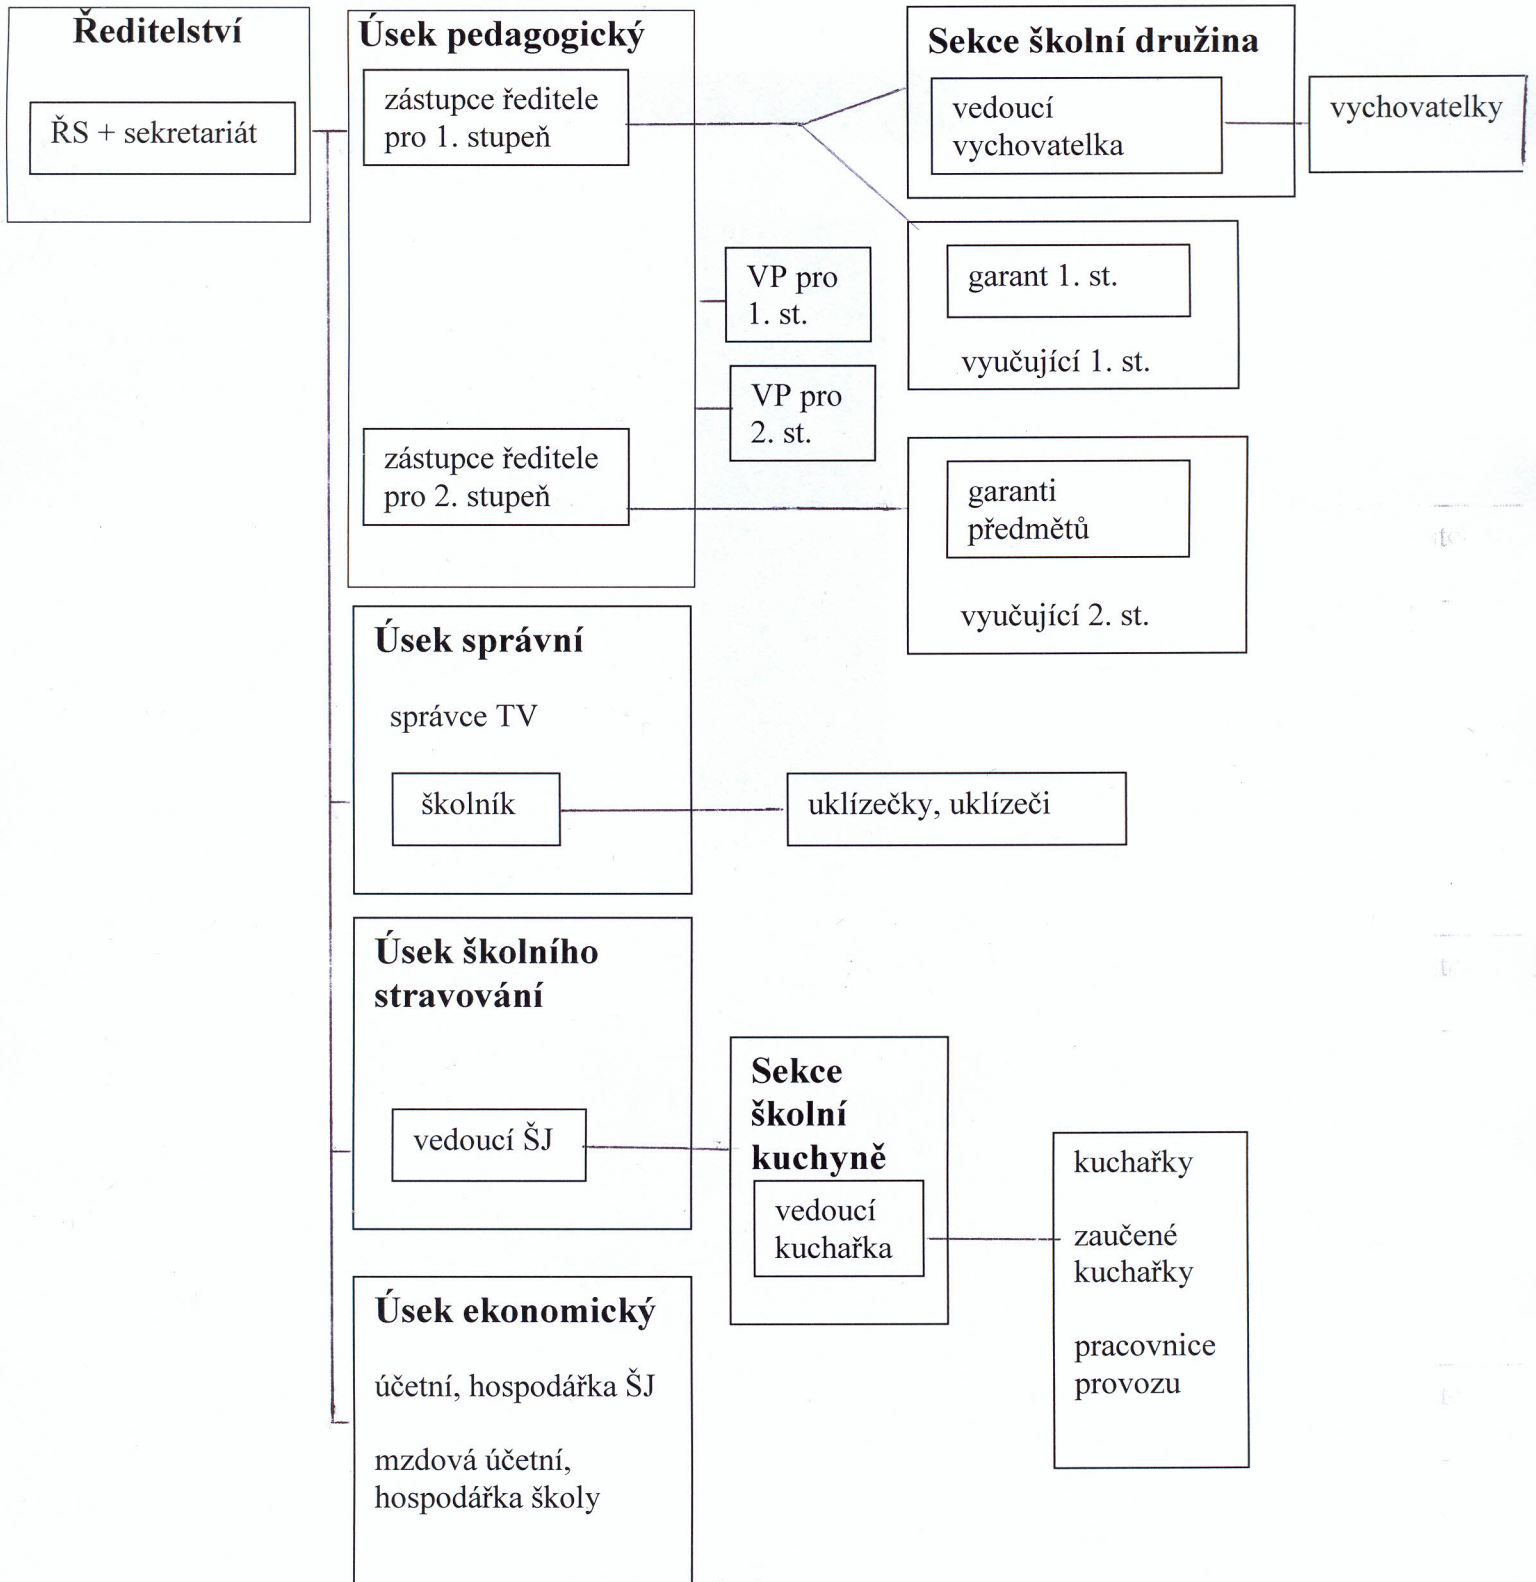 Ředitelství
ŘS + sekretariát
Úsek pedagogický
zástupce ředitele
pro 1. stupeň
zástupce ředitele
pro 2. stupeň
VP pro
1. st.
VP pro
2. st.
Sekce školní družina
vedoucí
vychovatelka
vychovatelky
garant 1. st.
vyučující 1. st.
garanti
předmětů
vyučující 2. st.
Úsek správní
správce TV
školník
uklízečky, uklízeči
Úsek školního
stravování
vedoucí ŠJ
Sekce
školní
kuchyně
vedoucí
kuchařka
kuchařky
zaučené
kuchařky
pracovnice
provozu
Úsek ekonomický
účetní, hospodářka ŠJ
mzdová účetní,
hospodářka školy